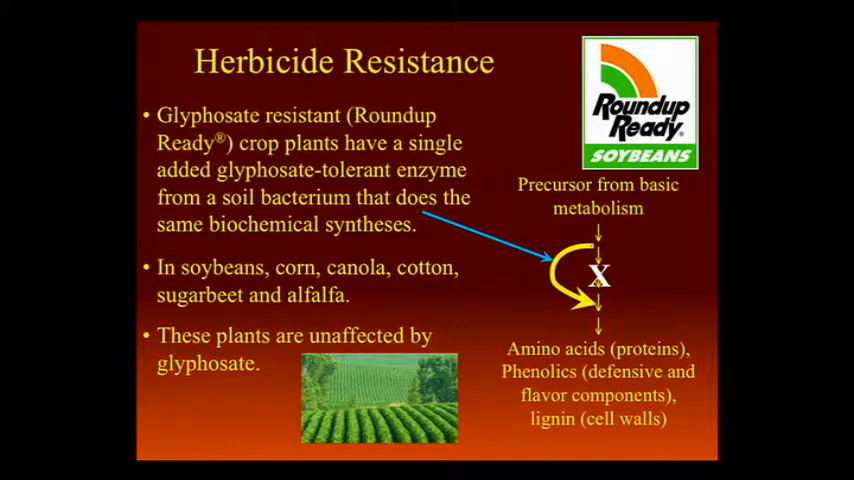 Herbicide Resistance
• Glyphosate resistant (Roundup
Ready®) crop plants have a single
added glyphosate-tolerant enzyme
from a soil bacterium that does the
same biochemical syntheses.
• In soybeans, corn, canola, cotton,
sugarbeet and alfalfa.
• These plants are unaffected by
glyphosate.
Roundup
Ready®
SOYBEANS
Precursor from basic
metabolism
X
Amino acids (proteins),
Phenolics (defensive and
flavor components),
lignin (cell walls)